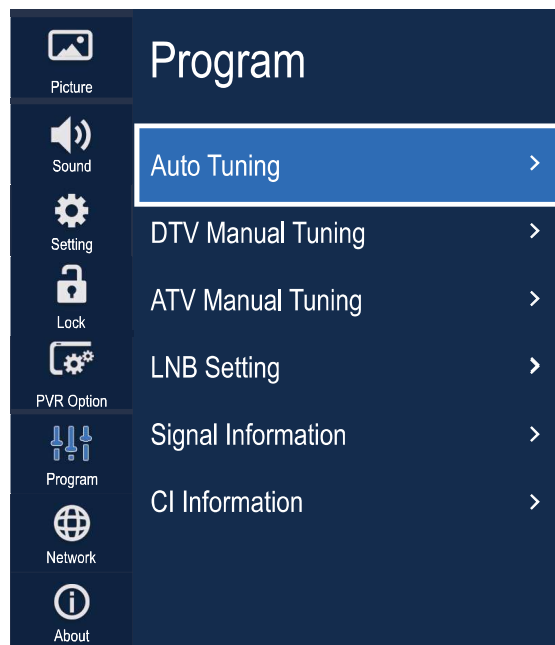 Picture
Sound
Setting
Lock
PVR Option
Program
Network
About
Program
Auto Tuning
DTV Manual Tuning
ATV Manual Tuning
LNB Setting
Signal Information
CI Information